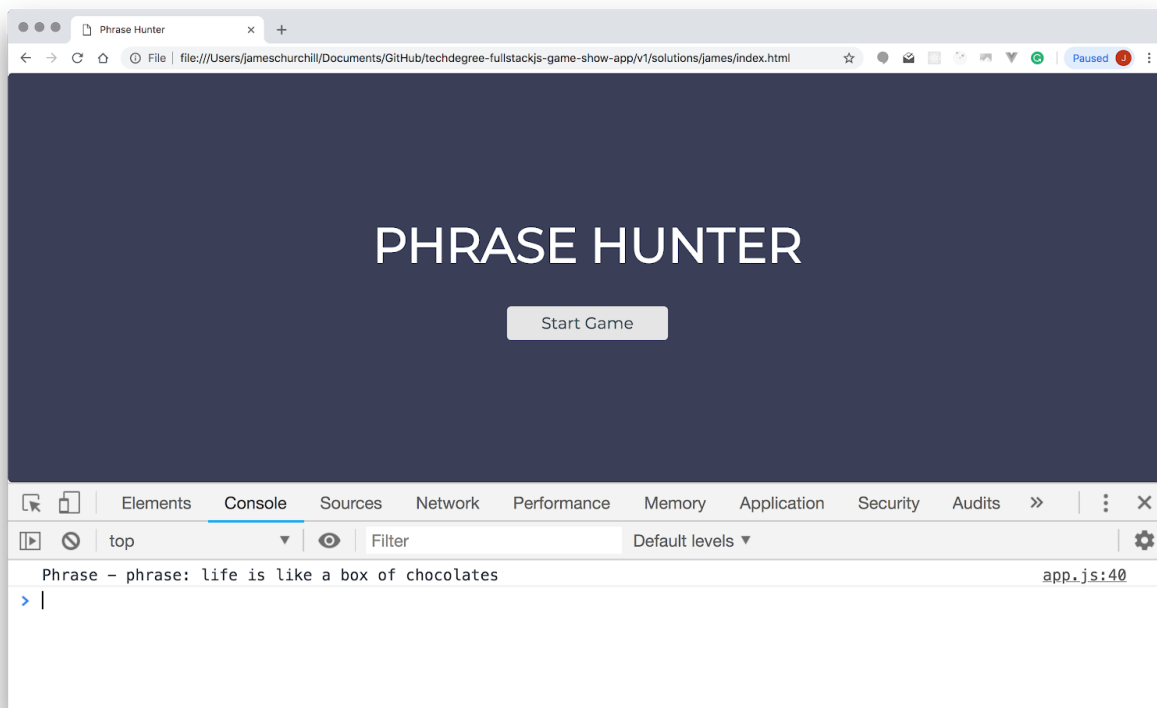 Phrase Hunter
File file:///Users/jameschurchill/Documents/GitHub/techdegree-fullstackjs-game-show-app/v1/solutions/james/index.html Paused J
PHRASE HUNTER
Start Game
Elements Console Sources Network Performance Memory Application Security Audits
top Filter Default levels
Phrase – phrase: life is like a box of chocolates app.js:40